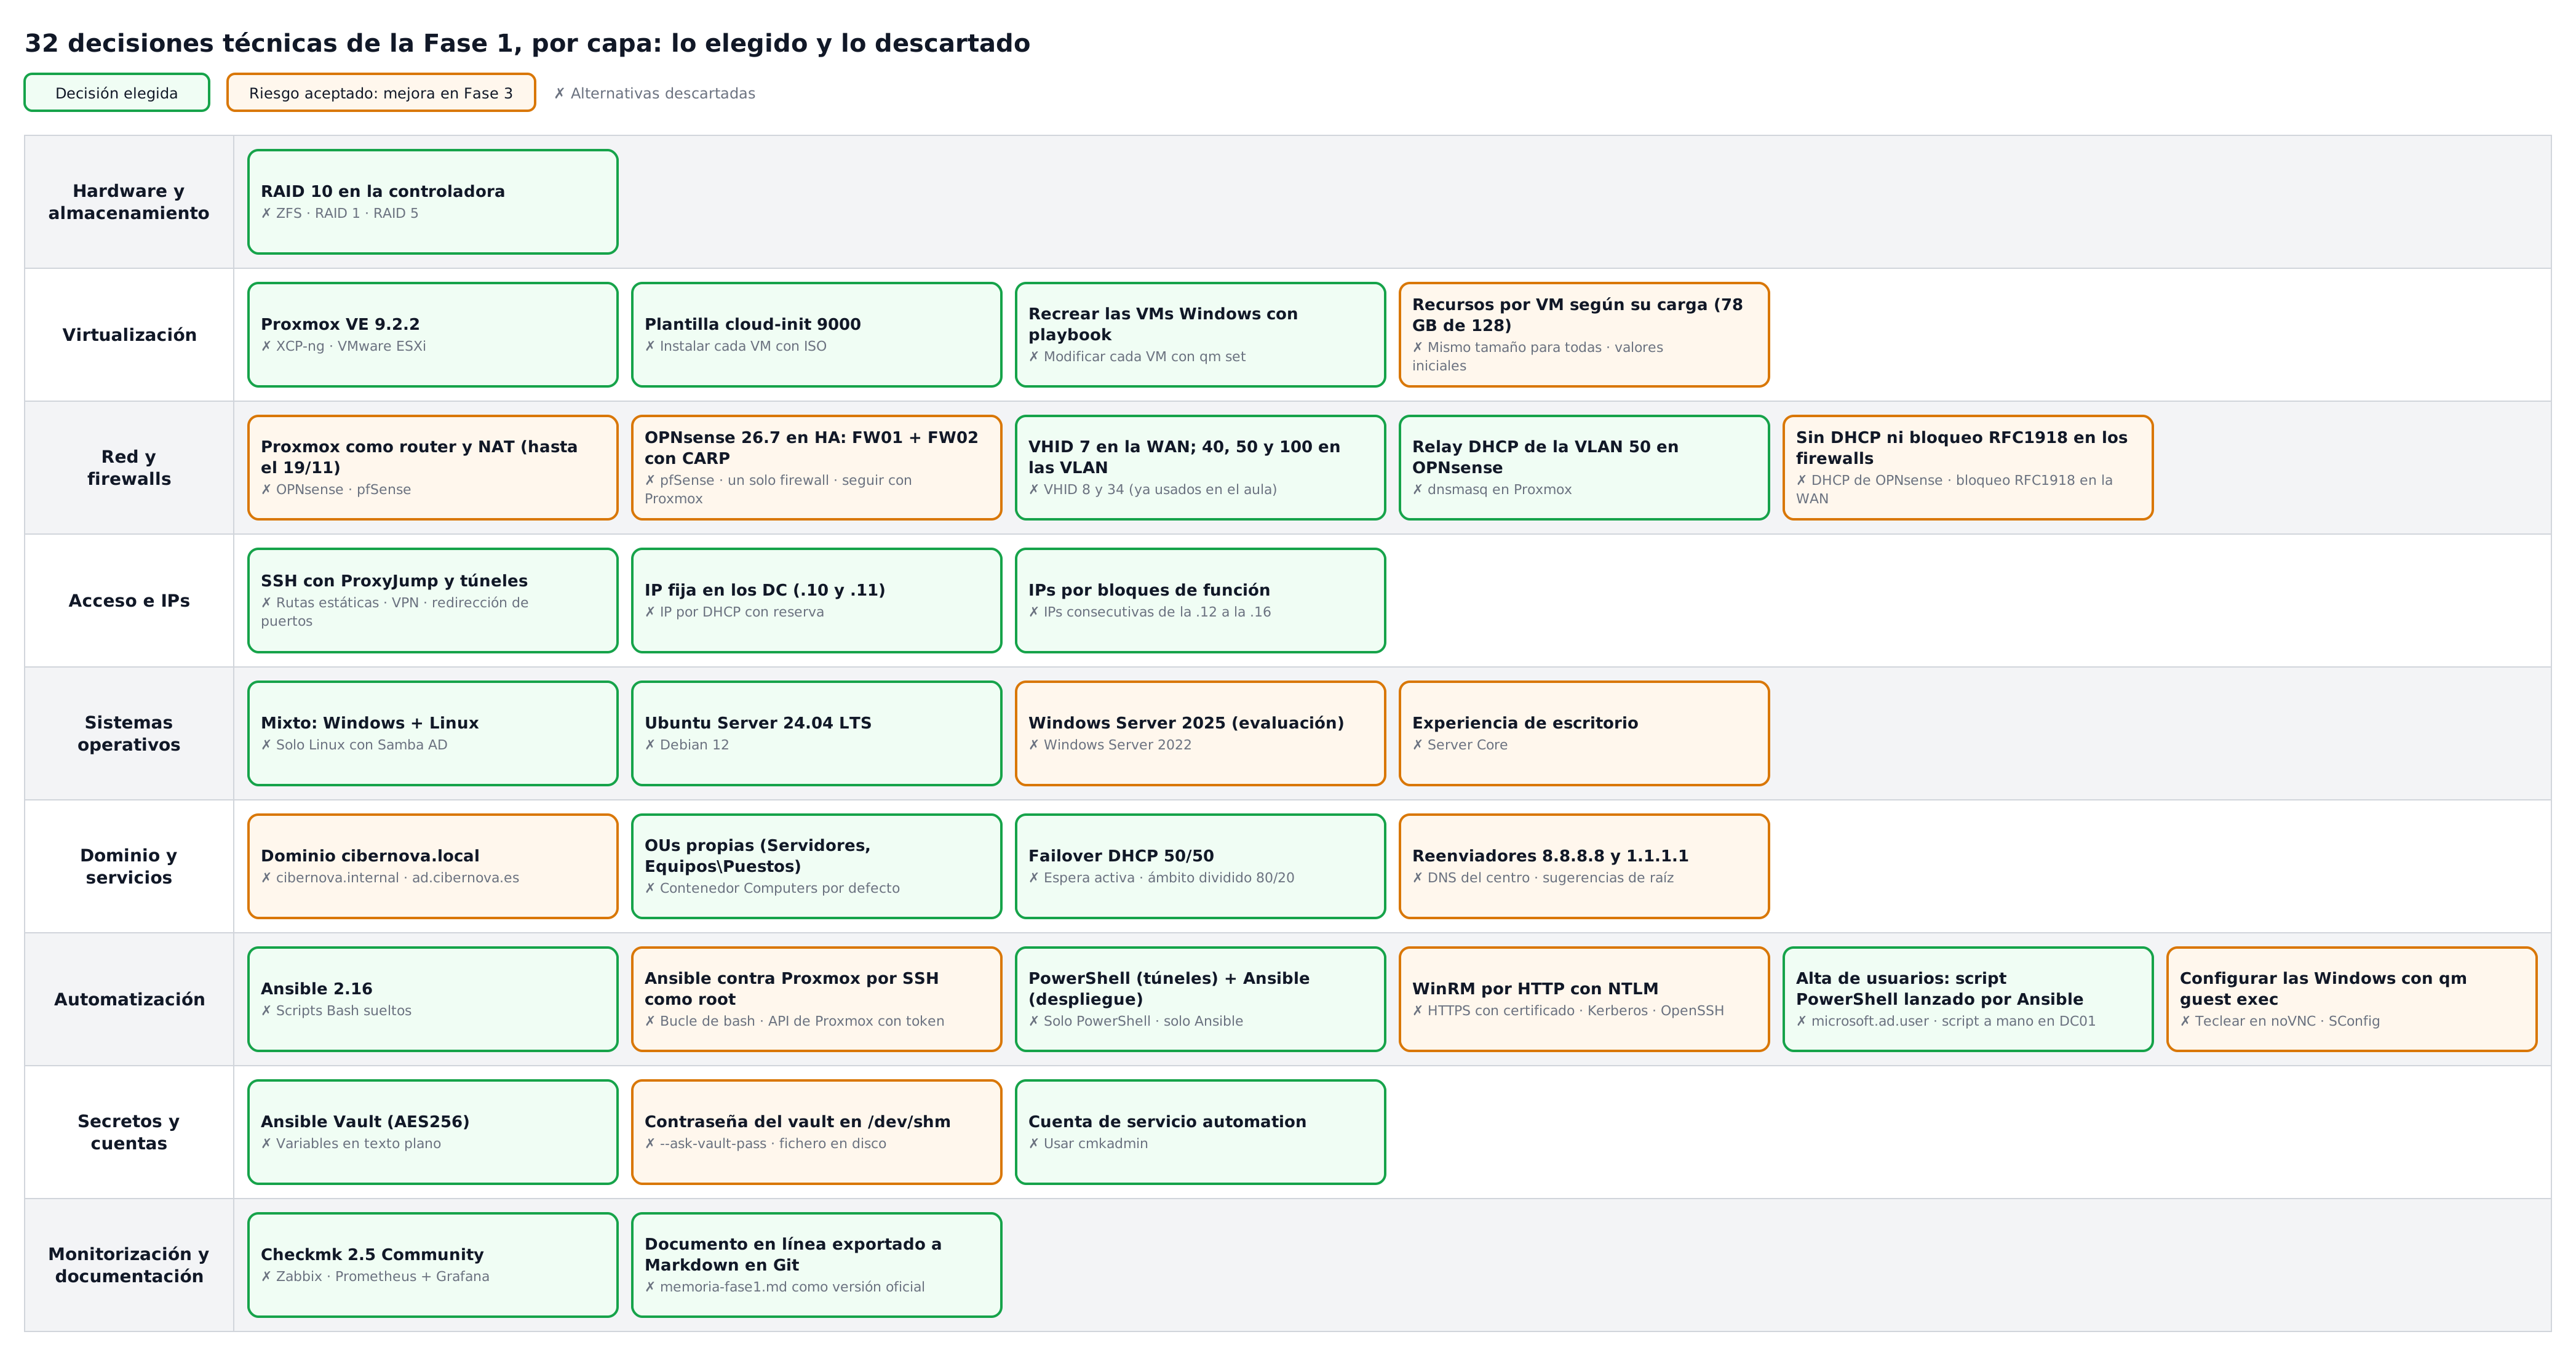 32 decisiones técnicas de la Fase 1, por capa: lo elegido y lo descartado
Decisión elegida
Riesgo aceptado: mejora en Fase 3
✗ Alternativas descartadas
Hardware y
almacenamiento
RAID 10 en la controladora
✗ ZFS · RAID 1 · RAID 5
Virtualización
Proxmox VE 9.2.2
✗ XCP-ng · VMware ESXi
Plantilla cloud-init 9000
✗ Instalar cada VM con ISO
Recrear las VMs Windows con
playbook
✗ Modificar cada VM con qm set
Recursos por VM según su carga (78
GB de 128)
✗ Mismo tamaño para todas · valores
iniciales
Red y
firewalls
Proxmox como router y NAT (hasta
el 19/11)
✗ OPNsense · pfSense
OPNsense 26.7 en HA: FW01 + FW02
con CARP
✗ pfSense · un solo firewall · seguir con
Proxmox
VHID 7 en la WAN; 40, 50 y 100 en
las VLAN
✗ VHID 8 y 34 (ya usados en el aula)
Relay DHCP de la VLAN 50 en
OPNsense
✗ dnsmasq en Proxmox
Sin DHCP ni bloqueo RFC1918 en los
firewalls
✗ DHCP de OPNsense · bloqueo RFC1918 en la
WAN
Acceso e IPs
SSH con ProxyJump y túneles
✗ Rutas estáticas · VPN · redirección de
puertos
IP fija en los DC (.10 y .11)
✗ IP por DHCP con reserva
IPs por bloques de función
✗ IPs consecutivas de la .12 a la .16
Sistemas
operativos
Mixto: Windows + Linux
✗ Solo Linux con Samba AD
Ubuntu Server 24.04 LTS
✗ Debian 12
Windows Server 2025 (evaluación)
✗ Windows Server 2022
Experiencia de escritorio
✗ Server Core
Dominio y
servicios
Dominio cibernova.local
✗ cibernova.internal · ad.cibernova.es
OUs propias (Servidores,
Equipos\Puestos)
✗ Contenedor Computers por defecto
Failover DHCP 50/50
✗ Espera activa · ámbito dividido 80/20
Reenviadores 8.8.8.8 y 1.1.1.1
✗ DNS del centro · sugerencias de raíz
Automatización
Ansible 2.16
✗ Scripts Bash sueltos
Ansible contra Proxmox por SSH
como root
✗ Bucle de bash · API de Proxmox con token
PowerShell (túneles) + Ansible
(despliegue)
✗ Solo PowerShell · solo Ansible
WinRM por HTTP con NTLM
✗ HTTPS con certificado · Kerberos · OpenSSH
Alta de usuarios: script
PowerShell lanzado por Ansible
✗ microsoft.ad.user · script a mano en DC01
Configurar las Windows con qm
guest exec
✗ Teclear en noVNC · SConfig
Secretos y
cuentas
Ansible Vault (AES256)
✗ Variables en texto plano
Contraseña del vault en /dev/shm
✗ --ask-vault-pass · fichero en disco
Cuenta de servicio automation
✗ Usar cmkadmin
Monitorización y
documentación
Checkmk 2.5 Community
✗ Zabbix · Prometheus + Grafana
Documento en línea exportado a
Markdown en Git
✗ memoria-fase1.md como versión oficial